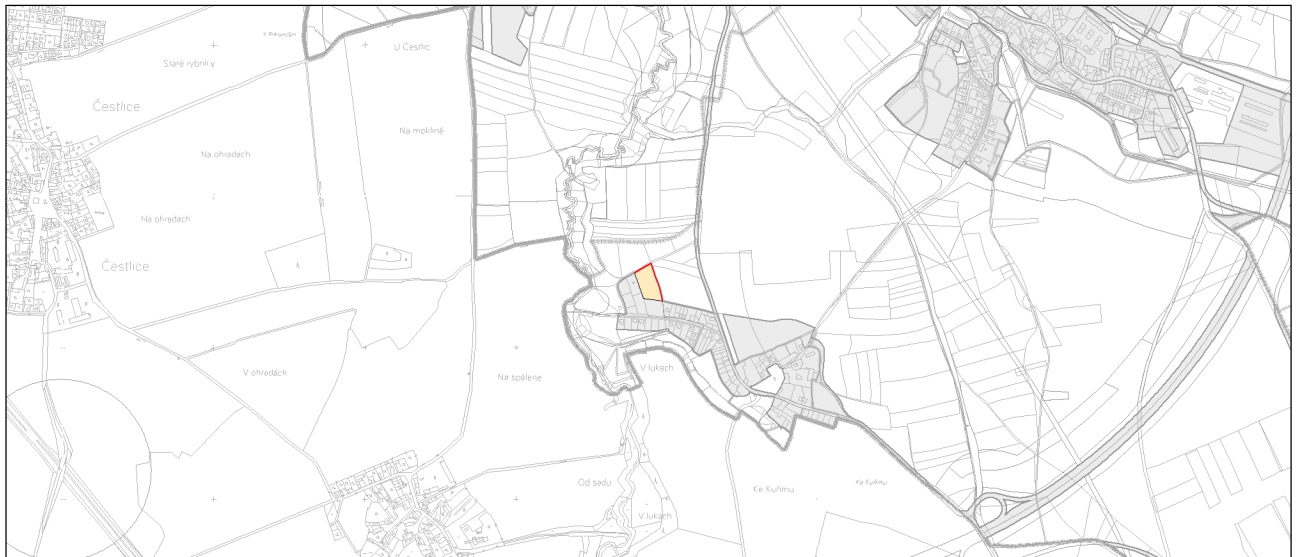 U Čestlic
Staré rybníky
Čestlice
Na mokřině
Na ohradách
Na ohradách
Čestlice
V ohradách
Na spálene
V lukách
Od sadu
V lukách
Ke Kuřimu
Ke Kuřimu